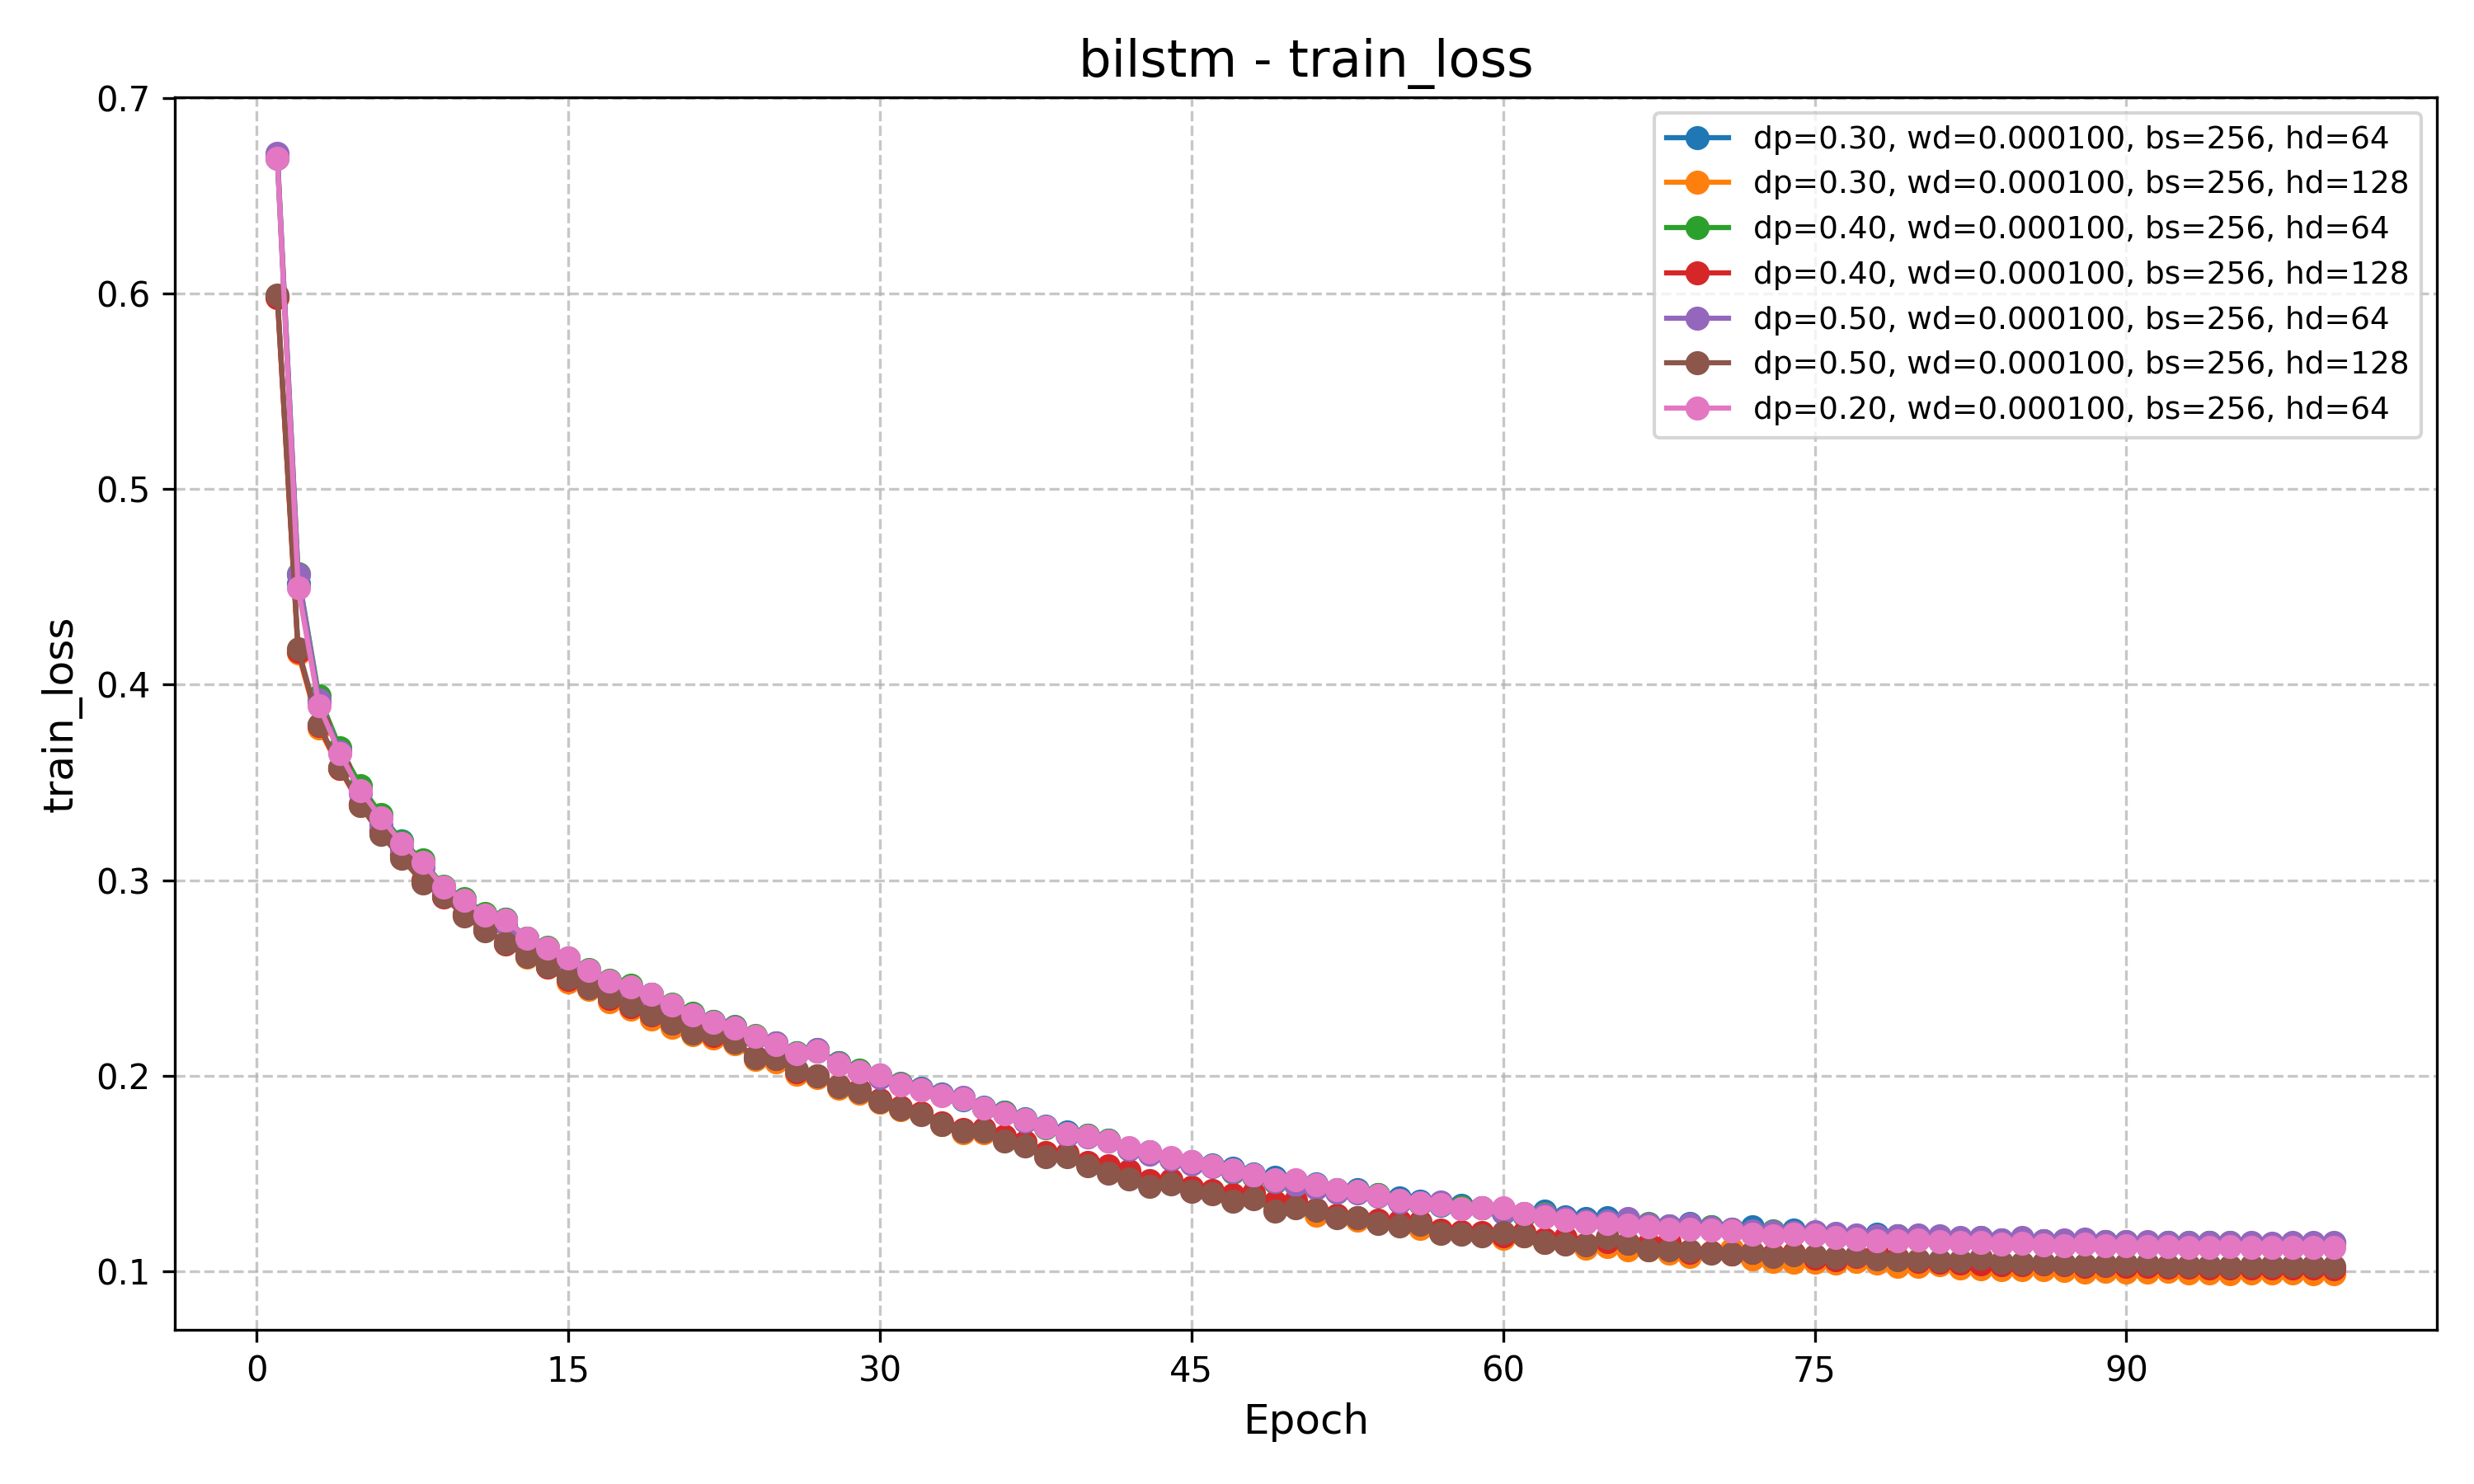 bilstm - train_loss
0.7
0.6
0.5
0.4
0.3
0.2
0.1
train_loss
dp=0.30, wd=0.000100, bs=256, hd=64
dp=0.30, wd=0.000100, bs=256, hd=128
dp=0.40, wd=0.000100, bs=256, hd=64
dp=0.40, wd=0.000100, bs=256, hd=128
dp=0.50, wd=0.000100, bs=256, hd=64
dp=0.50, wd=0.000100, bs=256, hd=128
dp=0.20, wd=0.000100, bs=256, hd=64
0 15 30 45 60 75 90
Epoch